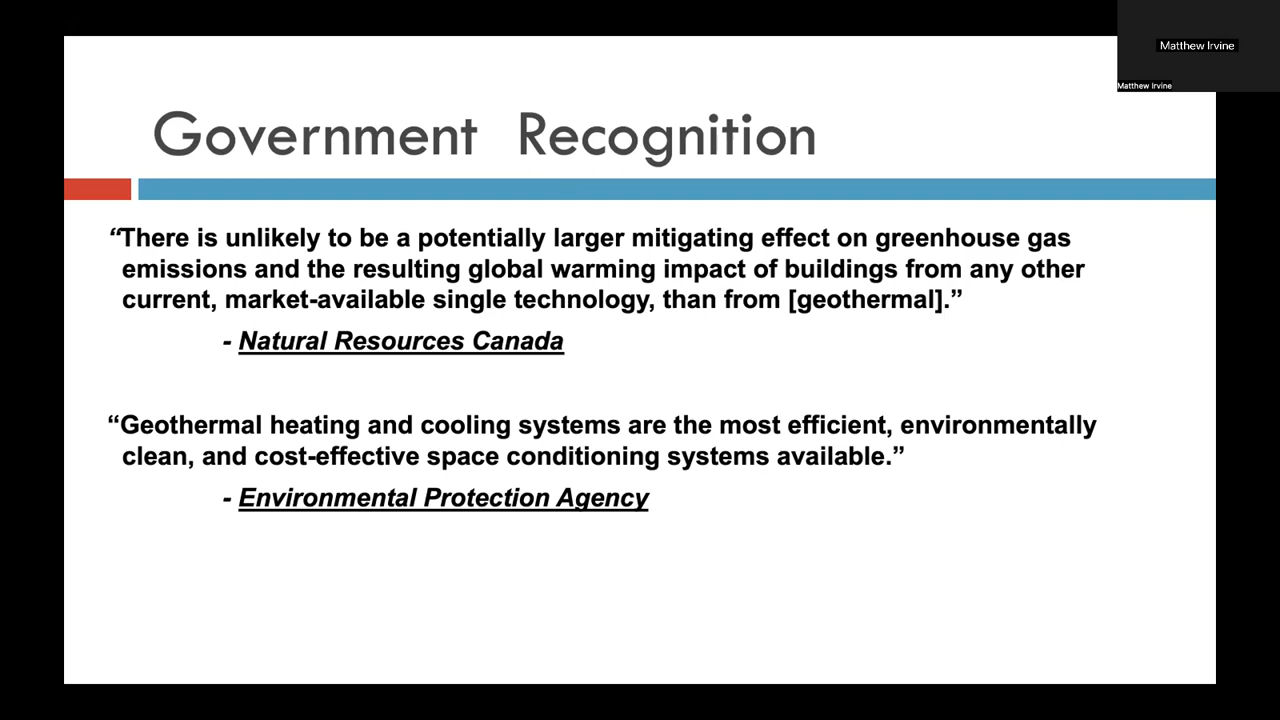 Matthew Irvine
Matthew Irvine
Government Recognition
“There is unlikely to be a potentially larger mitigating effect on greenhouse gas
emissions and the resulting global warming impact of buildings from any other
current, market-available single technology, than from [geothermal].”
- Natural Resources Canada
“Geothermal heating and cooling systems are the most efficient, environmentally
clean, and cost-effective space conditioning systems available.”
- Environmental Protection Agency